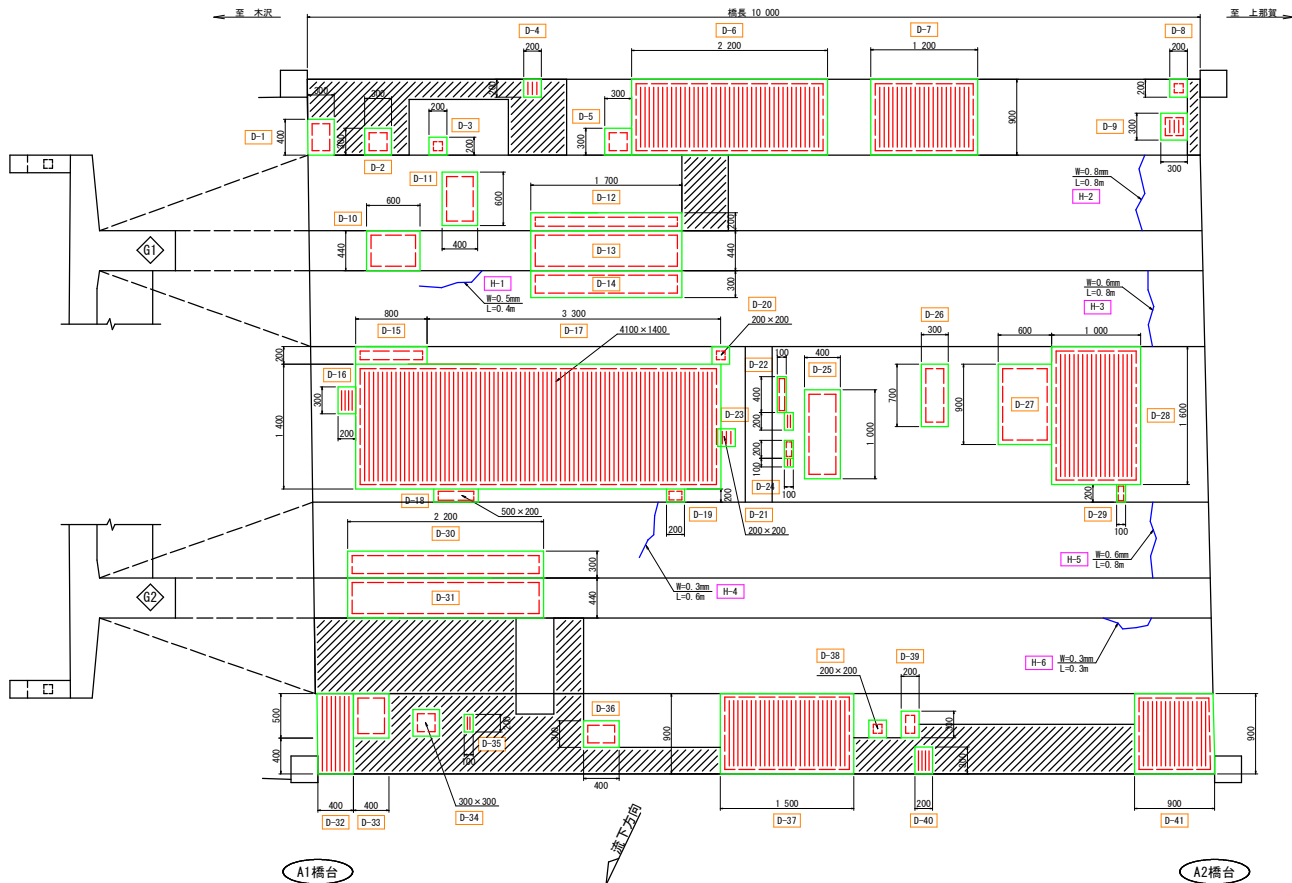 至 木沢
橋長 10 000
至 上那賀
D-4
D-6
D-7
D-8
200
2 200
1 200
200
300
300
200
200
300
900
200
D-1
400
300
D-2
D-3
200
D-5
300
D-9
300
300
D-11
600
400
1 700
D-12
200
W=0.8mm
L=0.8m
H-2
D-10
600
440
G1
D-13
440
D-14
300
H-1
W=0.5mm
L=0.4m
W=0.6mm
L=0.8m
H-3
D-20
200×200
800
D-15
3 300
D-17
4100×1400
200
D-16
300
200
1 400
D-22
100
400
200
D-23
200
100
D-24
100
D-25
400
1 000
D-26
300
700
600
900
D-27
1 000
D-28
1 600
D-18
500×200
D-19
200
200
D-21
200×200
200
D-29
100
2 200
D-30
300
D-31
440
G2
W=0.3mm
L=0.6m
H-4
W=0.6mm
L=0.8m
H-5
H-6
W=0.3mm
L=0.3m
D-38
200×200
D-39
200
300
500
400
D-36
300
400
200
D-35
100
900
300
900
400
400
D-32
D-33
300×300
D-34
1 500
D-37
200
D-40
900
D-41
流下方向
A1橋台
A2橋台